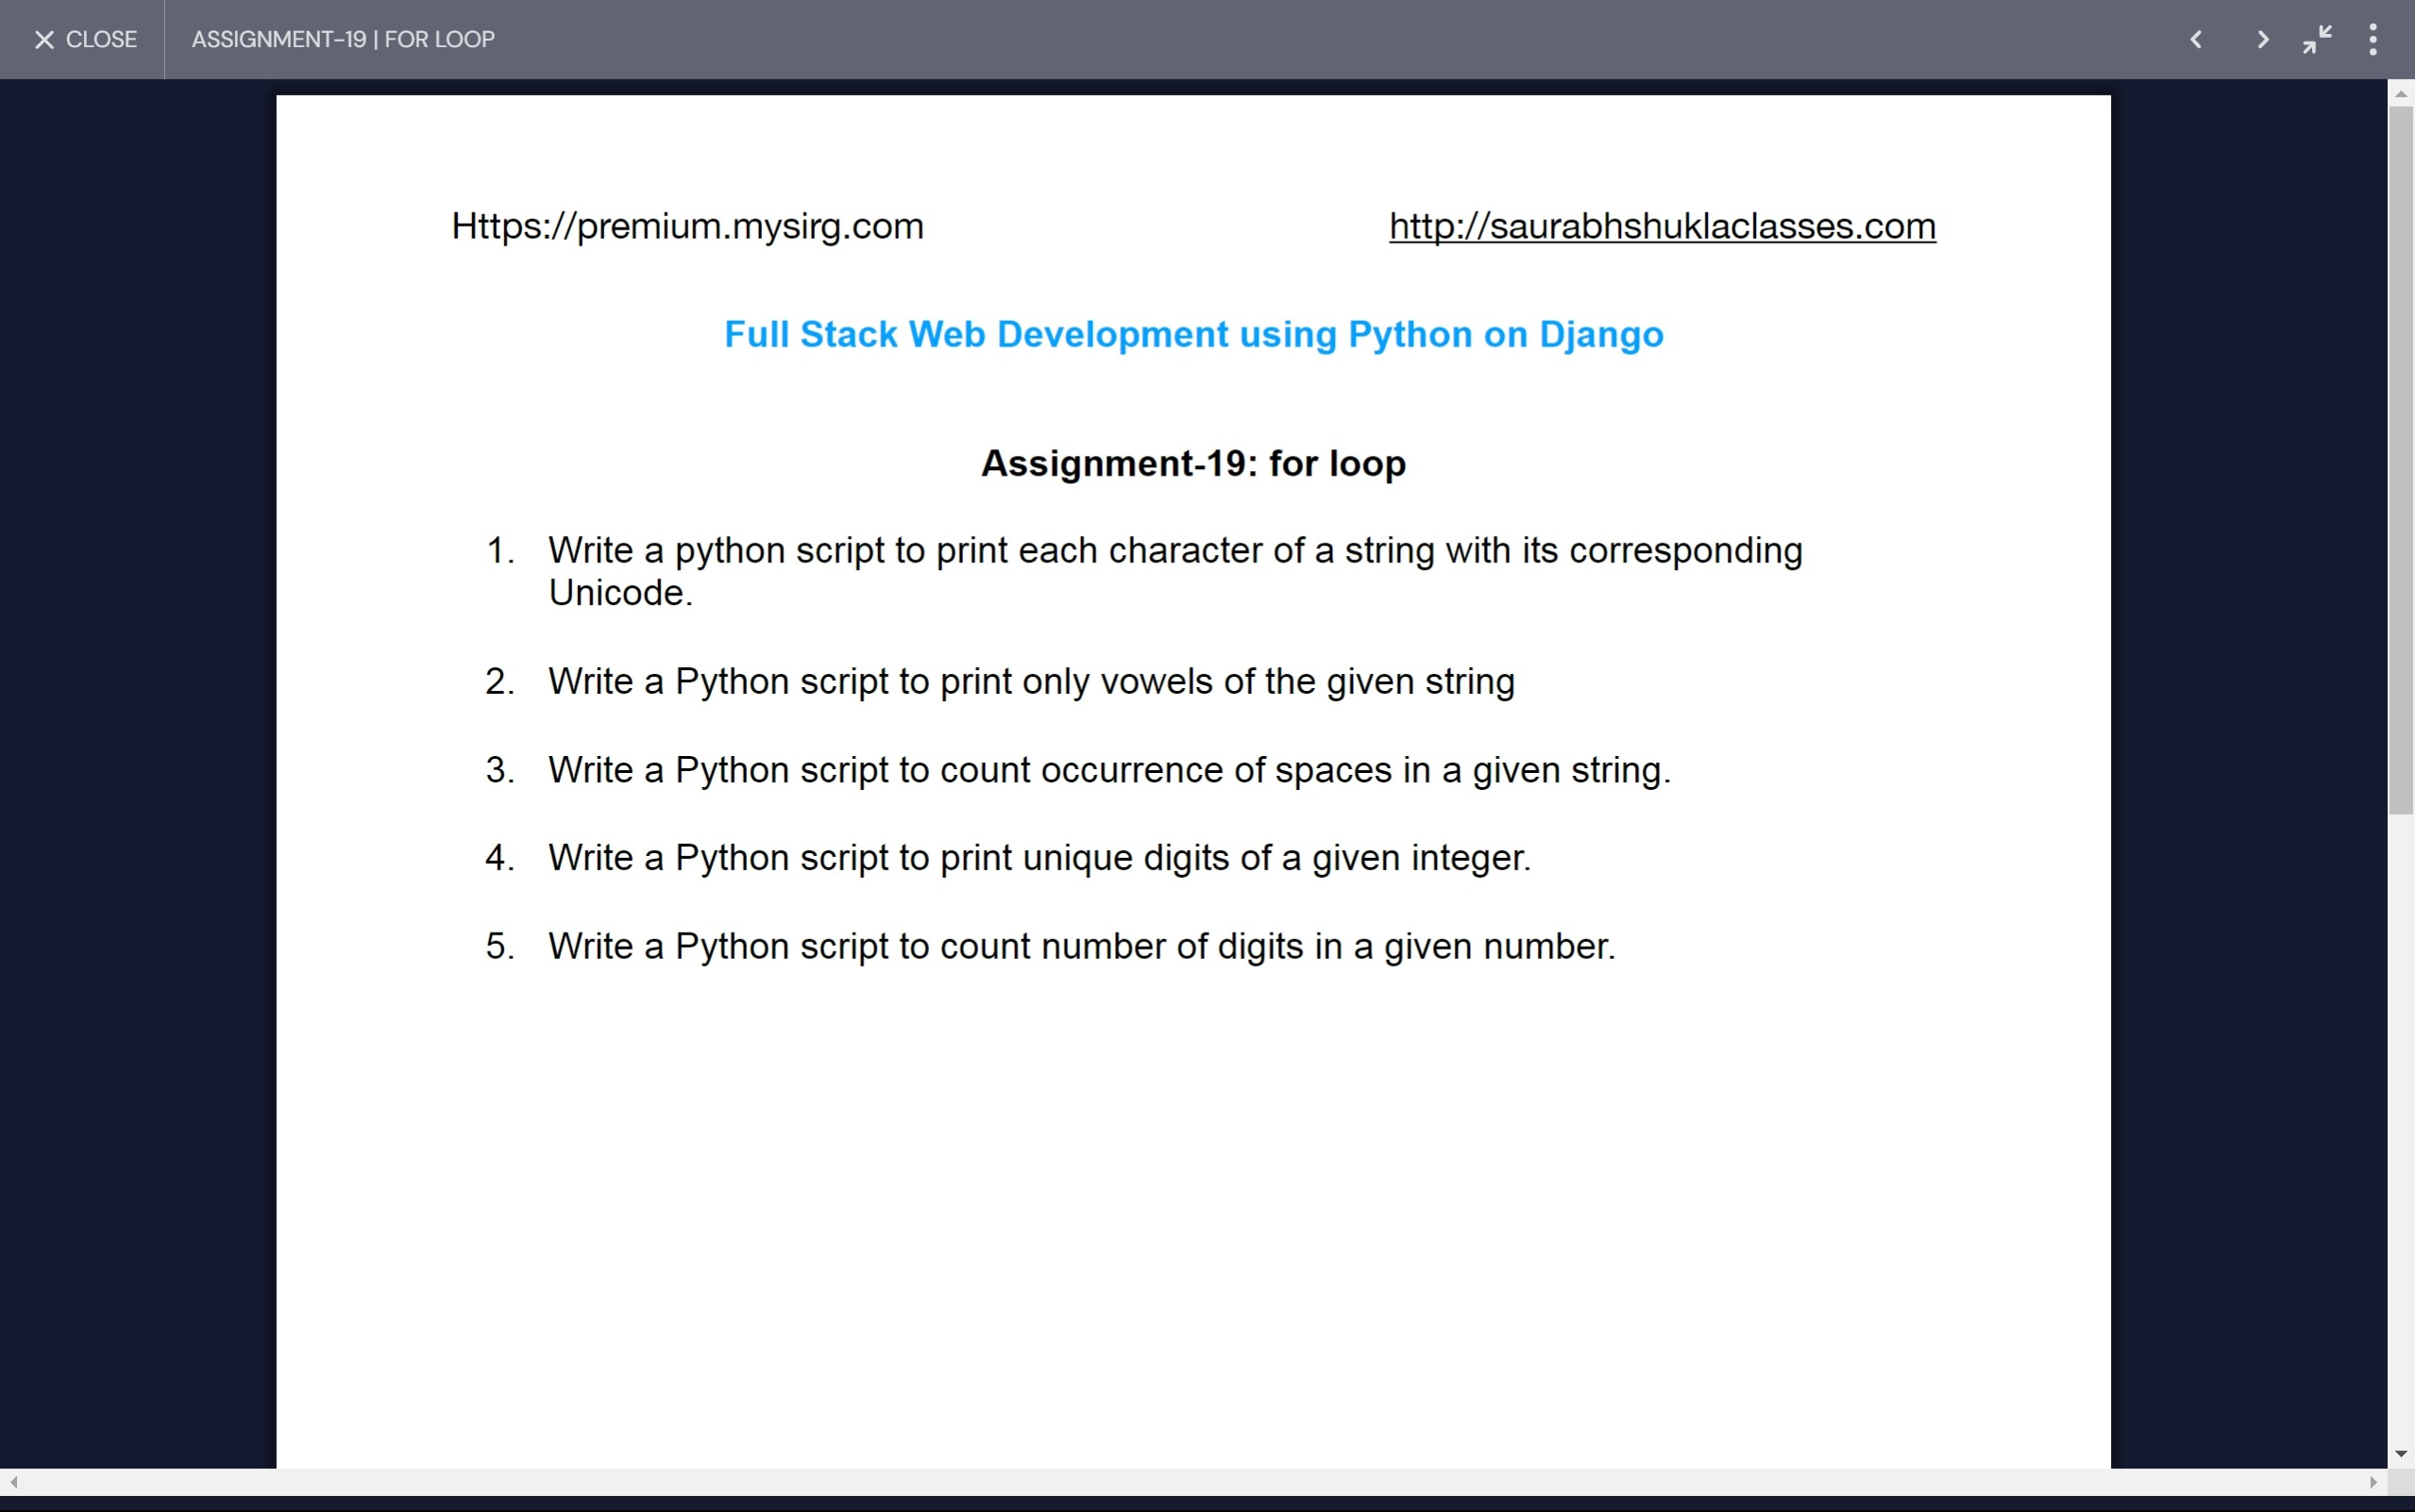 CLOSE
ASSIGNMENT-19 | FOR LOOP
Https://premium.mysirg.com
http://saurabhshuklaclasses.com
Full Stack Web Development using Python on Django
Assignment-19: for loop
1. Write a python script to print each character of a string with its corresponding
Unicode.
2. Write a Python script to print only vowels of the given string
3. Write a Python script to count occurrence of spaces in a given string.
4. Write a Python script to print unique digits of a given integer.
5. Write a Python script to count number of digits in a given number.